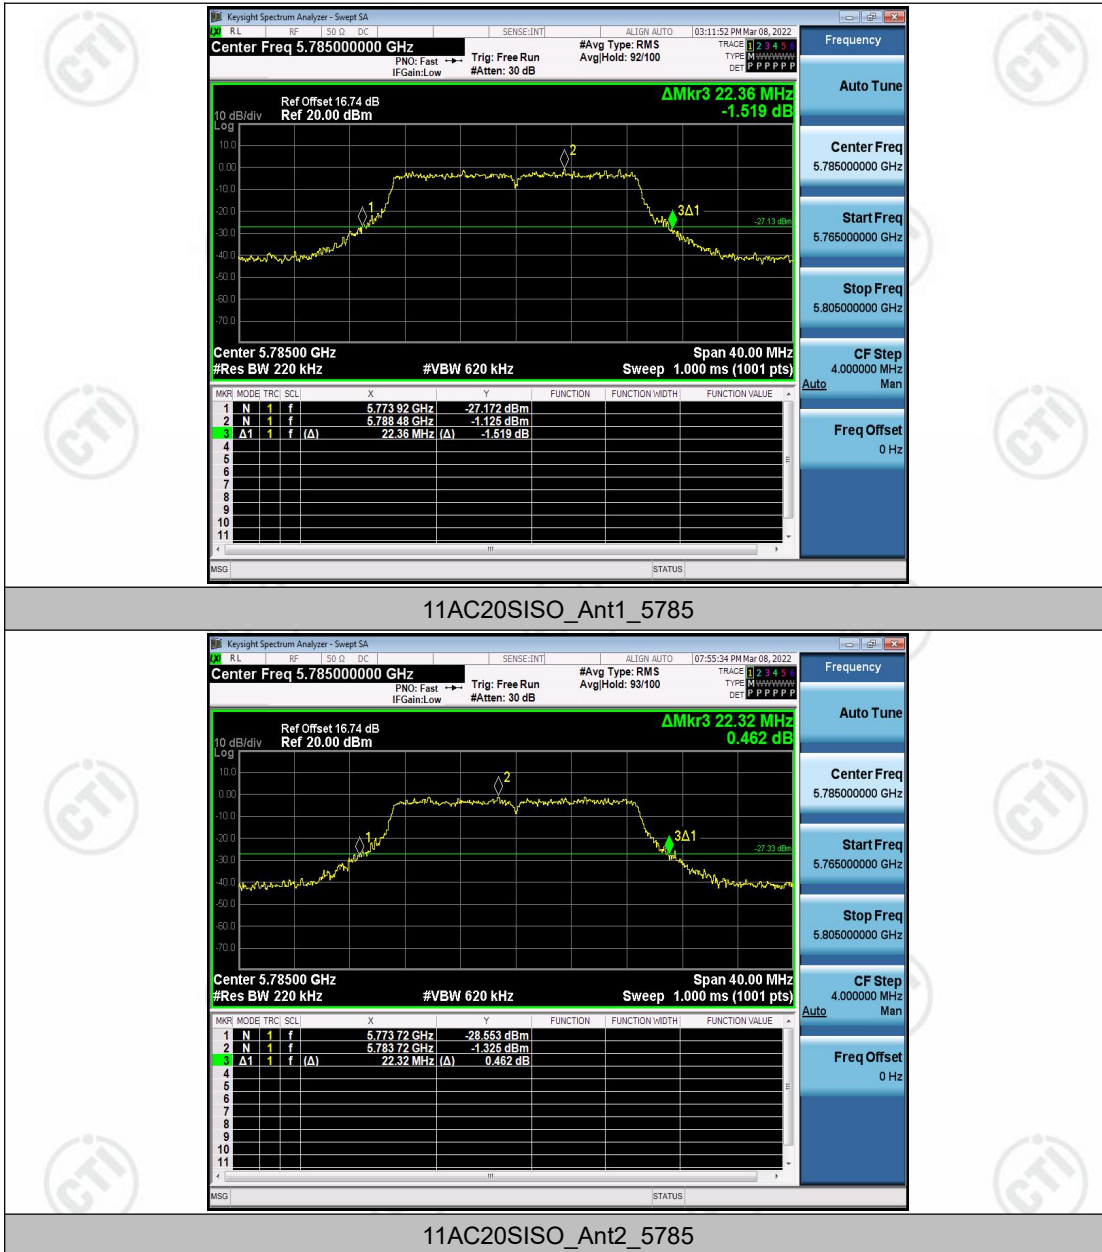 Keysight Spectrum Analyzer - Swept SA
LXI RL RF 50 Ω DC SENSE:INT ALIGN AUTO 03:11:52 PM Mar 08, 2022
Center Freq 5.785000000 GHz
#Avg Type: RMS
TRACE 1 2 3 4 5 6
PNO: Fast
Trig: Free Run
Avg|Hold: 92/100
TYPE M WWWWW
IFGain:Low
#Atten: 30 dB
DET P P P P P P
Frequency
Auto Tune
ΔMkr3 22.36 MHz
-1.519 dB
Ref Offset 16.74 dB
10 dB/div Ref 20.00 dBm
Log
10.0
0.00
-10.0
-20.0
-30.0
-40.0
-50.0
-60.0
-70.0
1
2
3Δ1
-27.13 dBm
Center Freq
5.785000000 GHz
Start Freq
5.765000000 GHz
Stop Freq
5.805000000 GHz
CF Step
4.000000 MHz
Auto Man
Freq Offset
0 Hz
Center 5.78500 GHz
Span 40.00 MHz
#Res BW 220 kHz
#VBW 620 kHz
Sweep 1.000 ms (1001 pts)
MKR MODE TRC SCL X Y FUNCTION FUNCTION WIDTH FUNCTION VALUE
1 N 1 f 5.773 92 GHz -27.172 dBm
2 N 1 f 5.788 48 GHz -1.125 dBm
3 Δ1 1 f (Δ) 22.36 MHz (Δ) -1.519 dB
4
5
6
7
8
9
10
11
MSG STATUS
11AC20SISO_Ant1_5785
Keysight Spectrum Analyzer - Swept SA
LXI RL RF 50 Ω DC SENSE:INT ALIGN AUTO 07:55:34 PM Mar 08, 2022
Center Freq 5.785000000 GHz
#Avg Type: RMS
TRACE 1 2 3 4 5 6
PNO: Fast
Trig: Free Run
Avg|Hold: 93/100
TYPE M WWWWW
IFGain:Low
#Atten: 30 dB
DET P P P P P P
Frequency
Auto Tune
ΔMkr3 22.32 MHz
0.462 dB
Ref Offset 16.74 dB
10 dB/div Ref 20.00 dBm
Log
10.0
0.00
-10.0
-20.0
-30.0
-40.0
-50.0
-60.0
-70.0
1
2
3Δ1
-27.33 dBm
Center Freq
5.785000000 GHz
Start Freq
5.765000000 GHz
Stop Freq
5.805000000 GHz
CF Step
4.000000 MHz
Auto Man
Freq Offset
0 Hz
Center 5.78500 GHz
Span 40.00 MHz
#Res BW 220 kHz
#VBW 620 kHz
Sweep 1.000 ms (1001 pts)
MKR MODE TRC SCL X Y FUNCTION FUNCTION WIDTH FUNCTION VALUE
1 N 1 f 5.773 72 GHz -28.553 dBm
2 N 1 f 5.783 72 GHz -1.325 dBm
3 Δ1 1 f (Δ) 22.32 MHz (Δ) 0.462 dB
4
5
6
7
8
9
10
11
MSG STATUS
11AC20SISO_Ant2_5785
CTI
CTI
CTI
CTI
CTI
CTI
CTI
CTI